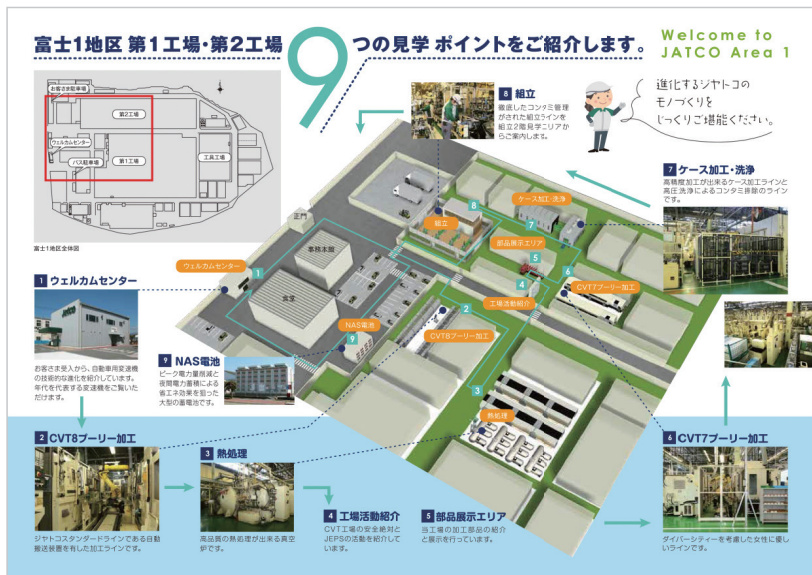 富士1地区 第1工場・第2工場 9つの見学 ポイントをご紹介します。
Welcome to
JATCO Area 1
お客さま駐車場
第2工場
ウェルカムセンター
バス駐車場
第1工場
工具工場
富士1地区全体図
8 組立
徹底したコンタミ管理
がされた組立ラインを
組立2階見学エリアか
らご案内します。
進化するジヤトコの
モノづくりを
じっくりご堪能ください。
7 ケース加工・洗浄
高精度加工が出来るケース加工ラインと
高圧洗浄によるコンタミ排除のライン
です。
正門
ウェルカムセンター
1
事務本館
食堂
NAS電池
9
組立
8
ケース加工・洗浄
7
部品展示エリア
5
4
6
工場活動紹介
CVT7プーリー加工
2
CVT8プーリー加工
3
熱処理
1 ウェルカムセンター
Jatco
お客さま受入から、自動車用変速機
の技術的な進化を紹介しています。
年代を代表する変速機をご覧いた
だけます。
9 NAS電池
ピーク電力量削減と
夜間電力蓄積による
省エネ効果を狙った
大型の蓄電池です。
2 CVT8プーリー加工
ジヤトコスタンダードラインである自動
搬送装置を有した加工ラインです。
3 熱処理
高品質の熱処理が出来る真空
炉です。
4 工場活動紹介
CVT工場の安全絶対と
JEPSの活動を紹介して
います。
5 部品展示エリア
当工場の加工部品の紹介
と展示を行っています。
6 CVT7プーリー加工
ダイバーシティーを考慮した女性に優し
いラインです。